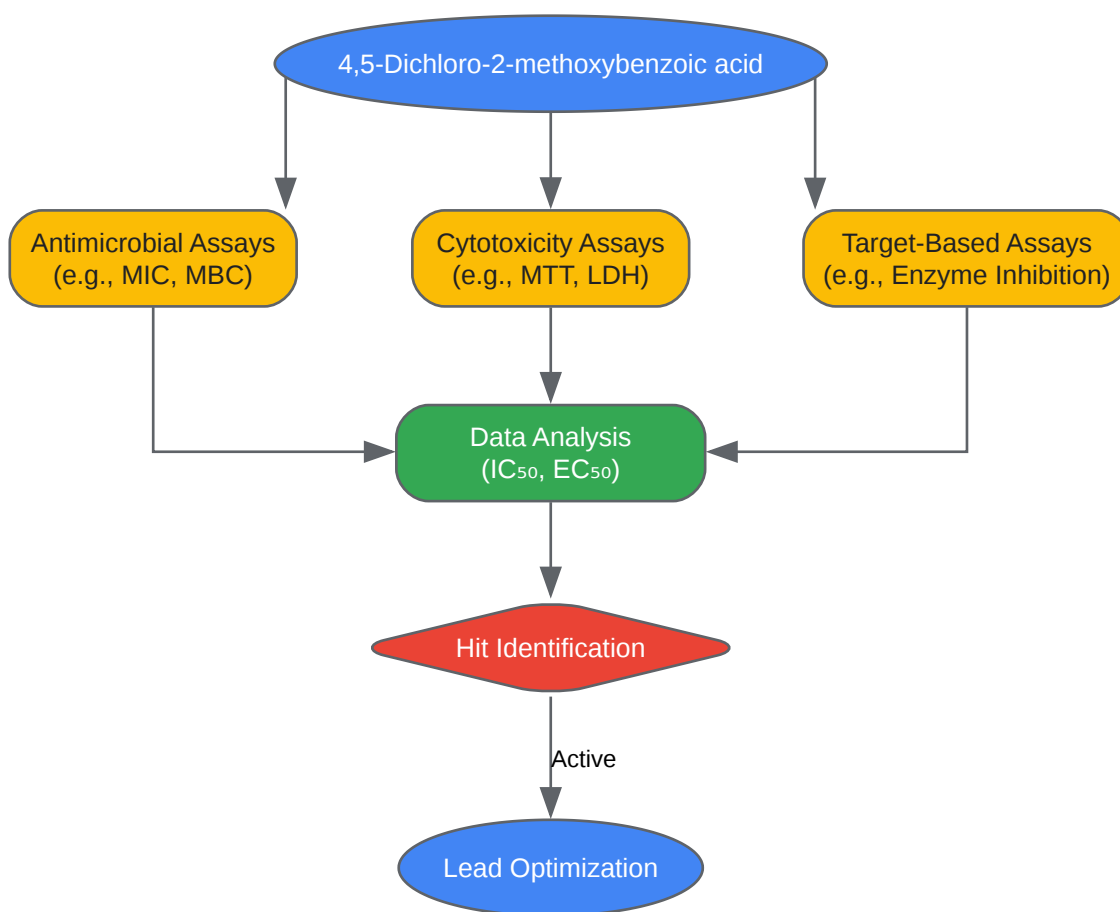 4,5-Dichloro-2-methoxybenzoic acid
Antimicrobial Assays
(e.g., MIC, MBC)
Cytotoxicity Assays
(e.g., MTT, LDH)
Target-Based Assays
(e.g., Enzyme Inhibition)
Data Analysis
(IC₅₀, EC₅₀)
Hit Identification
Active
Lead Optimization